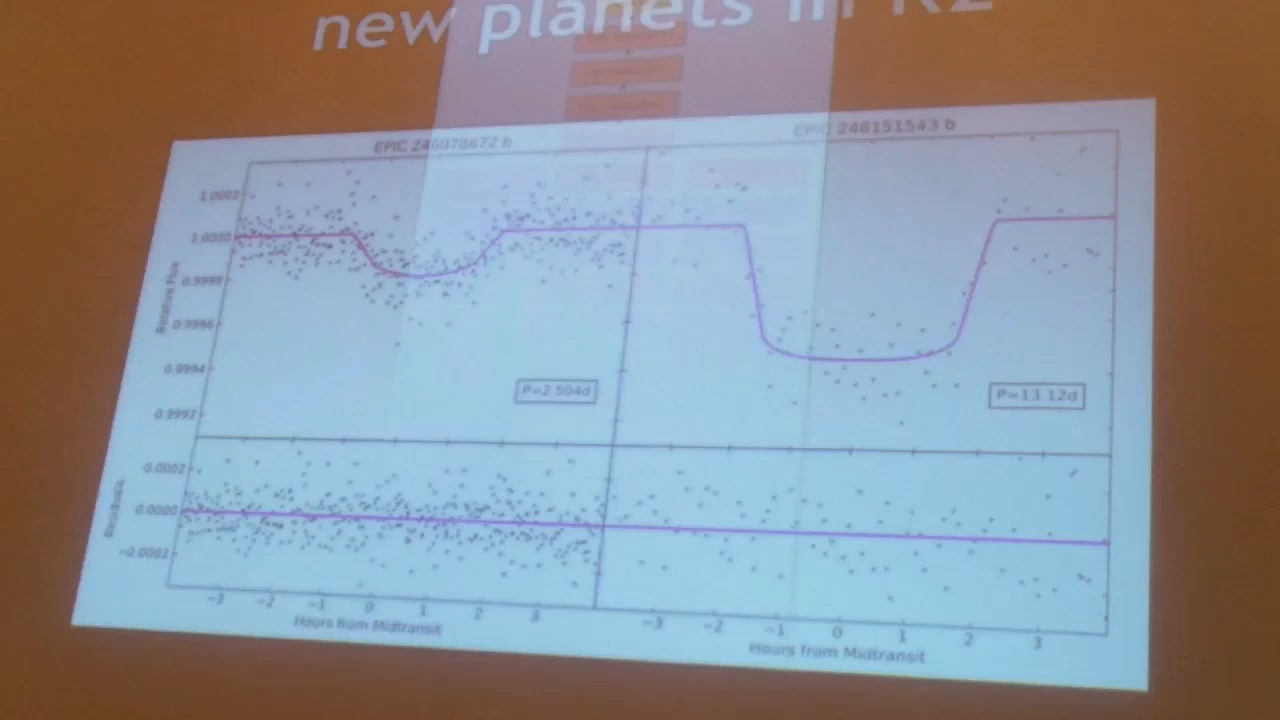 new planets in K2
EPIC 246078672 b
EPIC 246151543 b
1.0002
1.0000
0.9998
0.9996
0.9994
0.9992
Relative Flux
P=2.504d
P=13.12d
0.0002
0.0000
−0.0002
Residuals
−3 −2 −1 0 1 2 3
−3 −2 −1 0 1 2 3
Hours from Midtransit
Hours from Midtransit